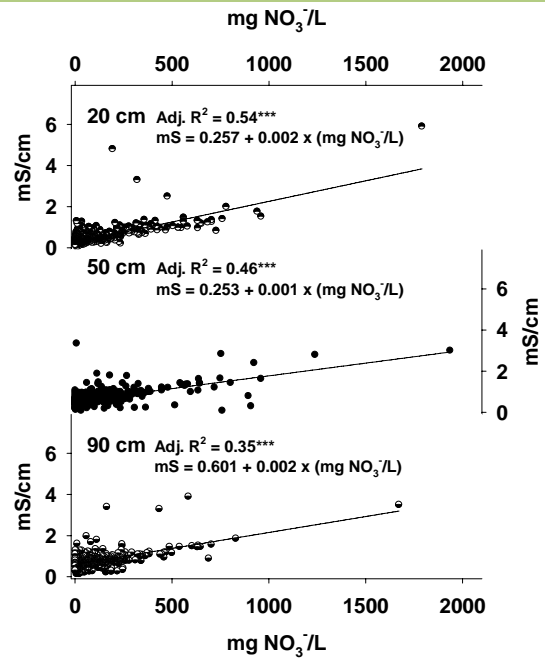 mg NO₃⁻/L
0 500 1000 1500 2000
20 cm Adj. R² = 0.54***
mS = 0.257 + 0.002 x (mg NO₃⁻/L)
6
4
2
0
mS/cm
50 cm Adj. R² = 0.46***
mS = 0.253 + 0.001 x (mg NO₃⁻/L)
6
4
2
0
mS/cm
90 cm Adj. R² = 0.35***
mS = 0.601 + 0.002 x (mg NO₃⁻/L)
6
4
2
0
mS/cm
0 500 1000 1500 2000
mg NO₃⁻/L